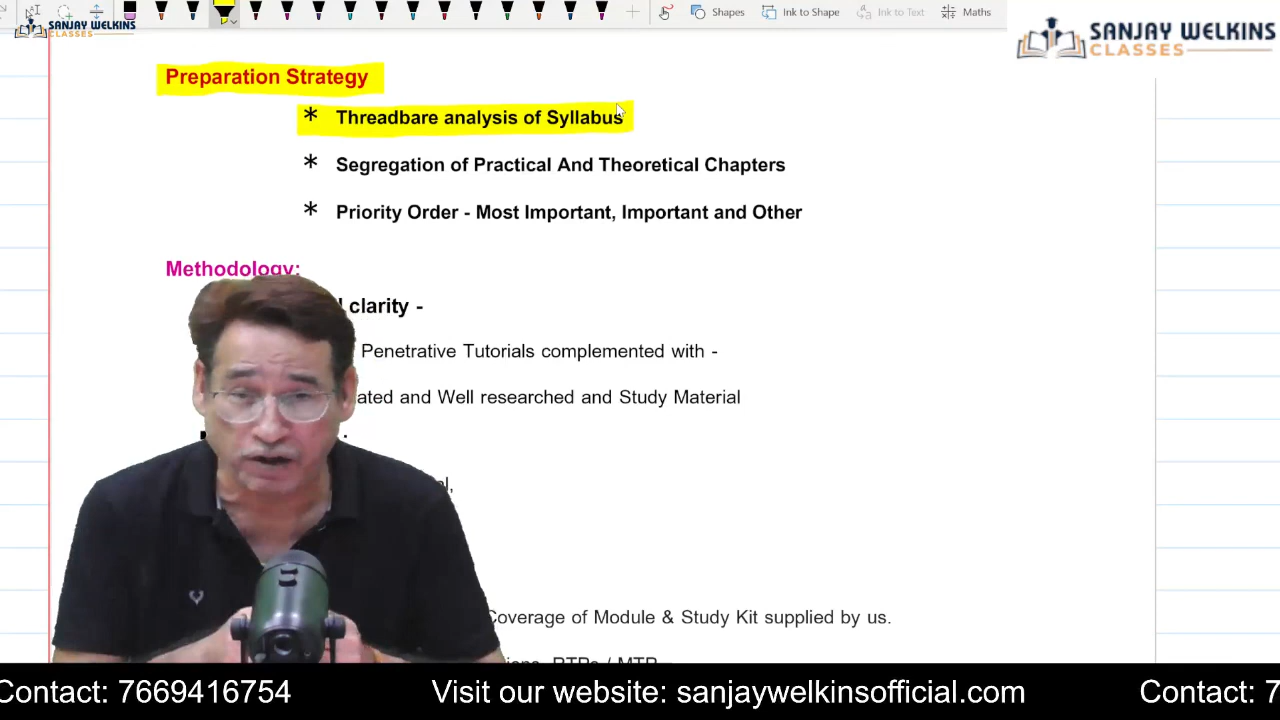 Shapes Ink to Shape Ink to Text Maths
SANJAY WELKINS
CLASSES
SANJAY WELKINS
CLASSES
Preparation Strategy
* Threadbare analysis of Syllabus
* Segregation of Practical And Theoretical Chapters
* Priority Order - Most Important, Important and Other
Methodology:
clarity -
Penetrative Tutorials complemented with -
and Well researched and Study Material
Coverage of Module & Study Kit supplied by us.
RTPs / MTP
Contact: 7669416754 Visit our website: sanjaywelkinsofficial.com Contact: 7